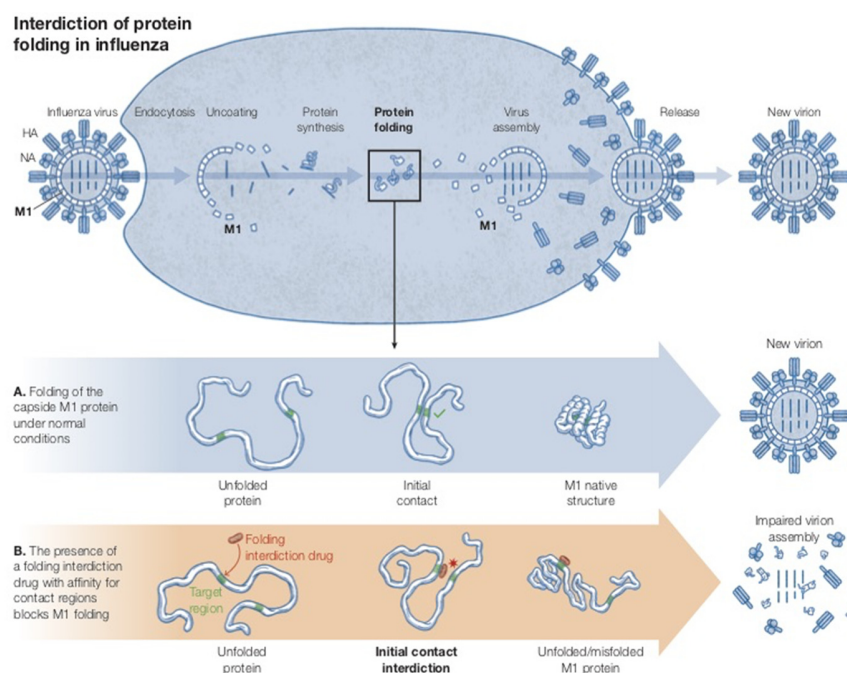 Interdiction of protein
folding in influenza
Influenza virus
Endocytosis
Uncoating
Protein
synthesis
Protein
folding
Virus
assembly
Release
New virion
HA
NA
M1
M1
M1
New virion
A. Folding of the
capside M1 protein
under normal
conditions
Unfolded
protein
Initial
contact
M1 native
structure
Impaired virion
assembly
B. The presence of
a folding interdiction
drug with affinity for
contact regions
blocks M1 folding
Folding
interdiction drug
Target
region
Unfolded
protein
Initial contact
interdiction
Unfolded/misfolded
M1 protein